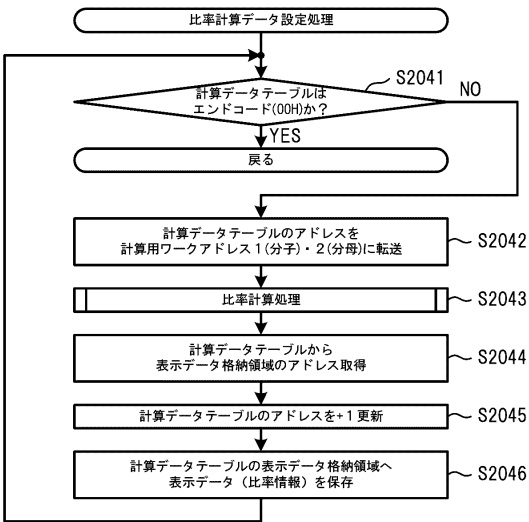 比率計算データ設定処理
計算データテーブルは
エンドコード(00H)か？
S2041
NO
YES
戻る
計算データテーブルのアドレスを
計算用ワークアドレス１(分子)・２(分母)に転送
S2042
比率計算処理
S2043
計算データテーブルから
表示データ格納領域のアドレス取得
S2044
計算データテーブルのアドレスを+１更新
S2045
計算データテーブルの表示データ格納領域へ
表示データ（比率情報）を保存
S2046